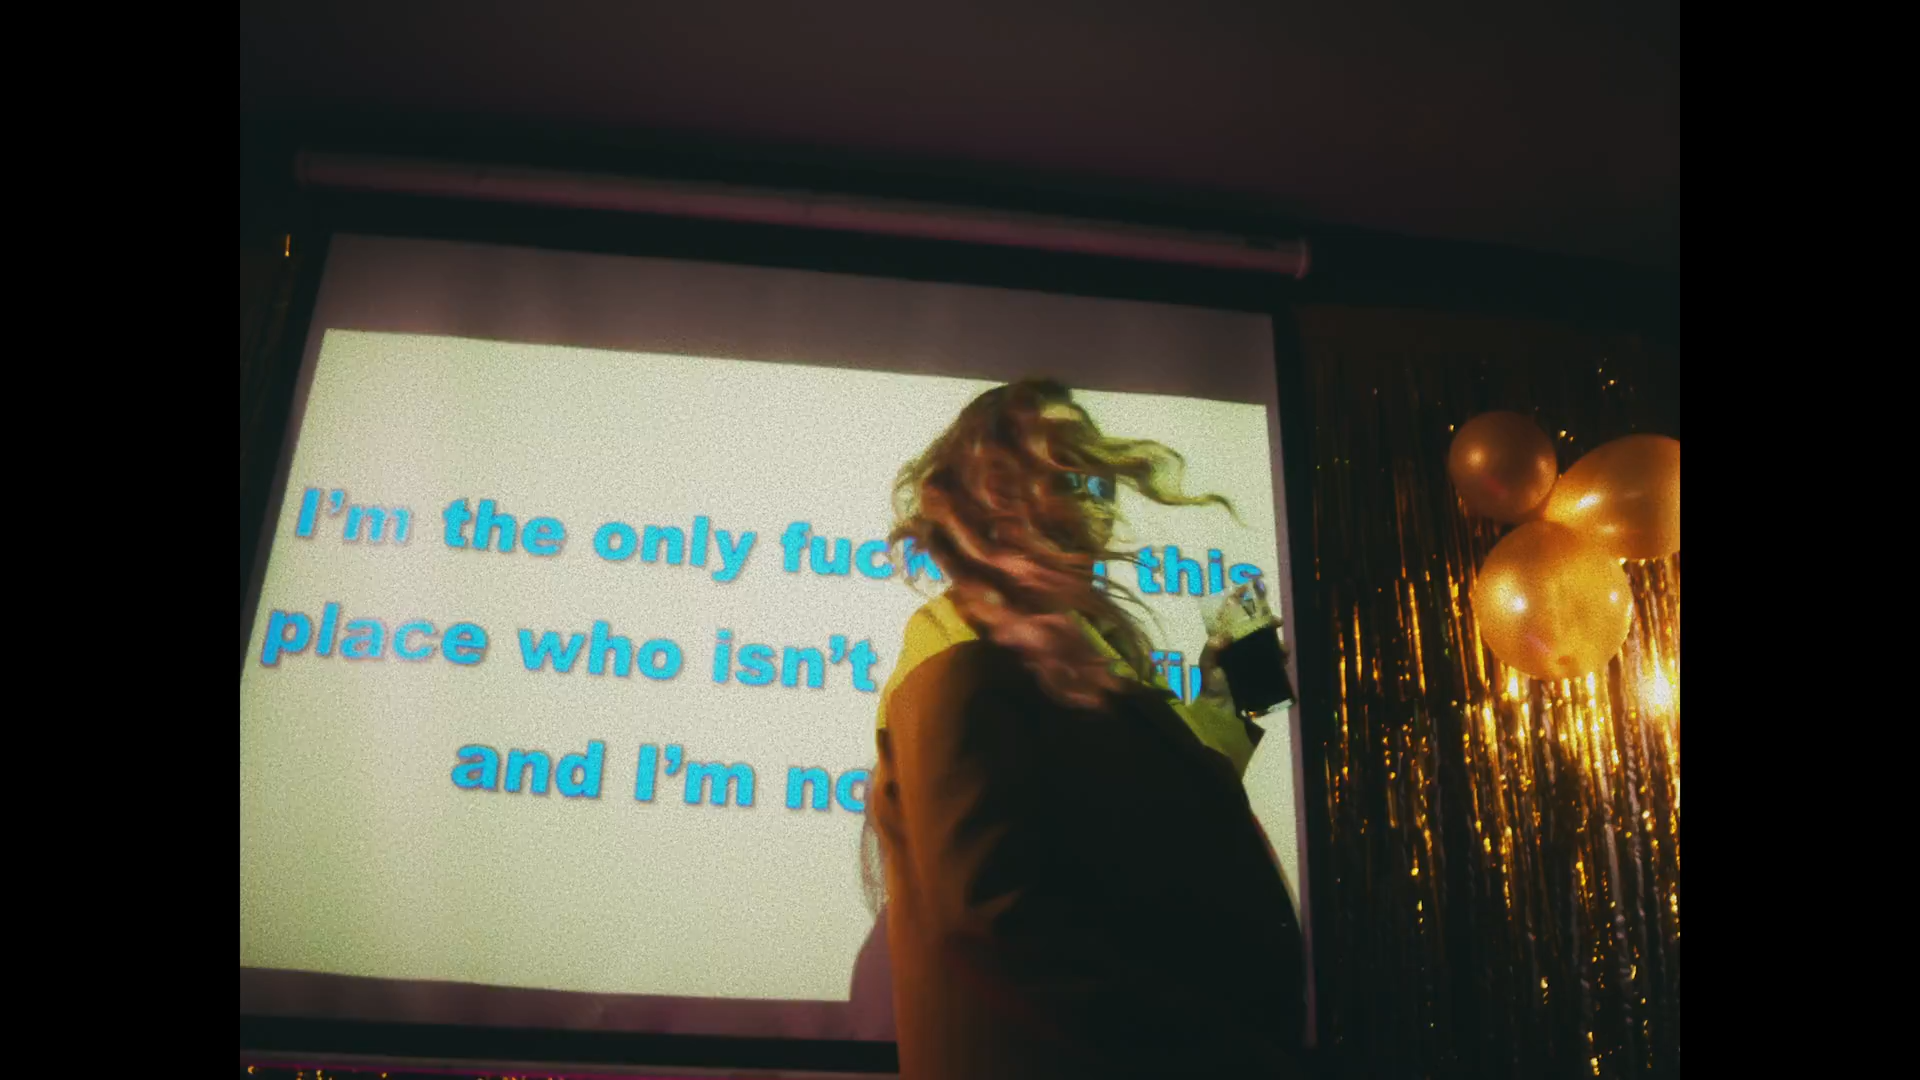 I'm the only fuck this
place who isn't
and I'm no